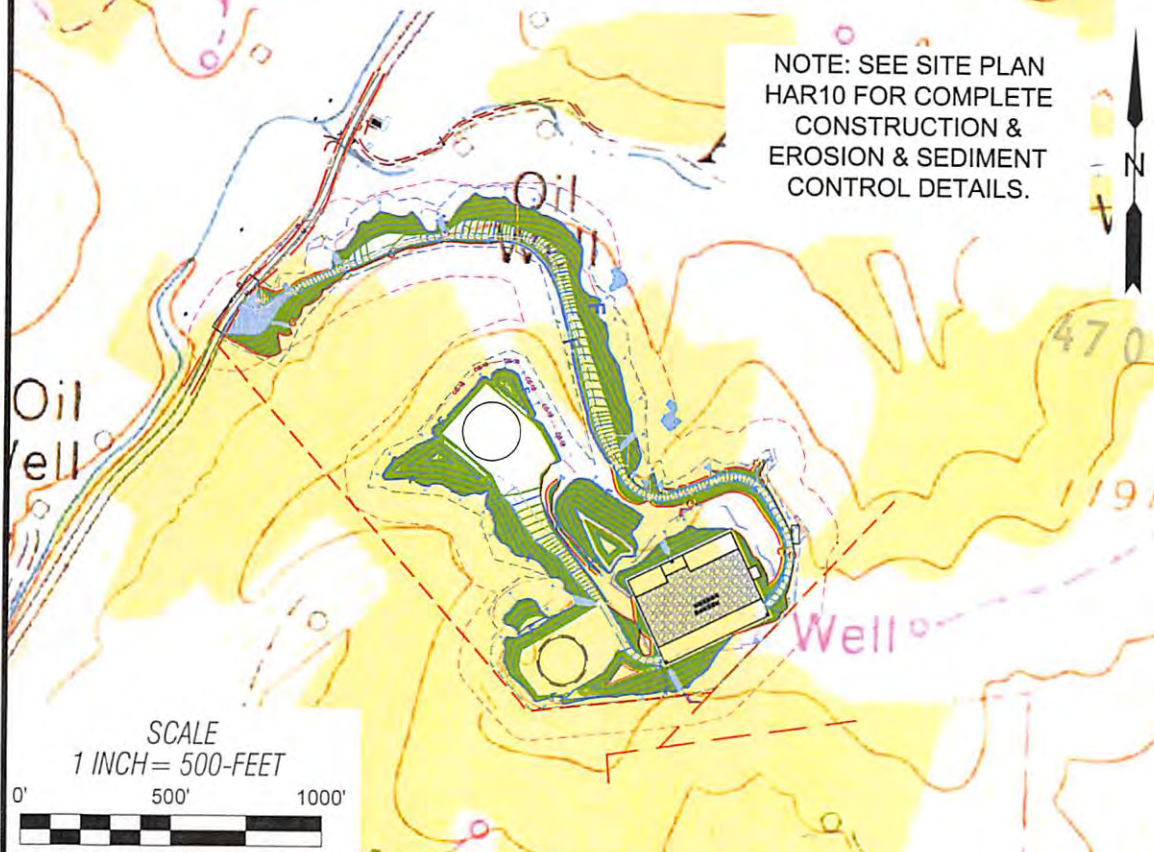 NOTE: SEE SITE PLAN
HAR10 FOR COMPLETE
CONSTRUCTION &
EROSION & SEDIMENT
CONTROL DETAILS.
N
Oil
Well
470
Oil
Well
SCALE
1 INCH = 500-FEET
0' 500' 1000'